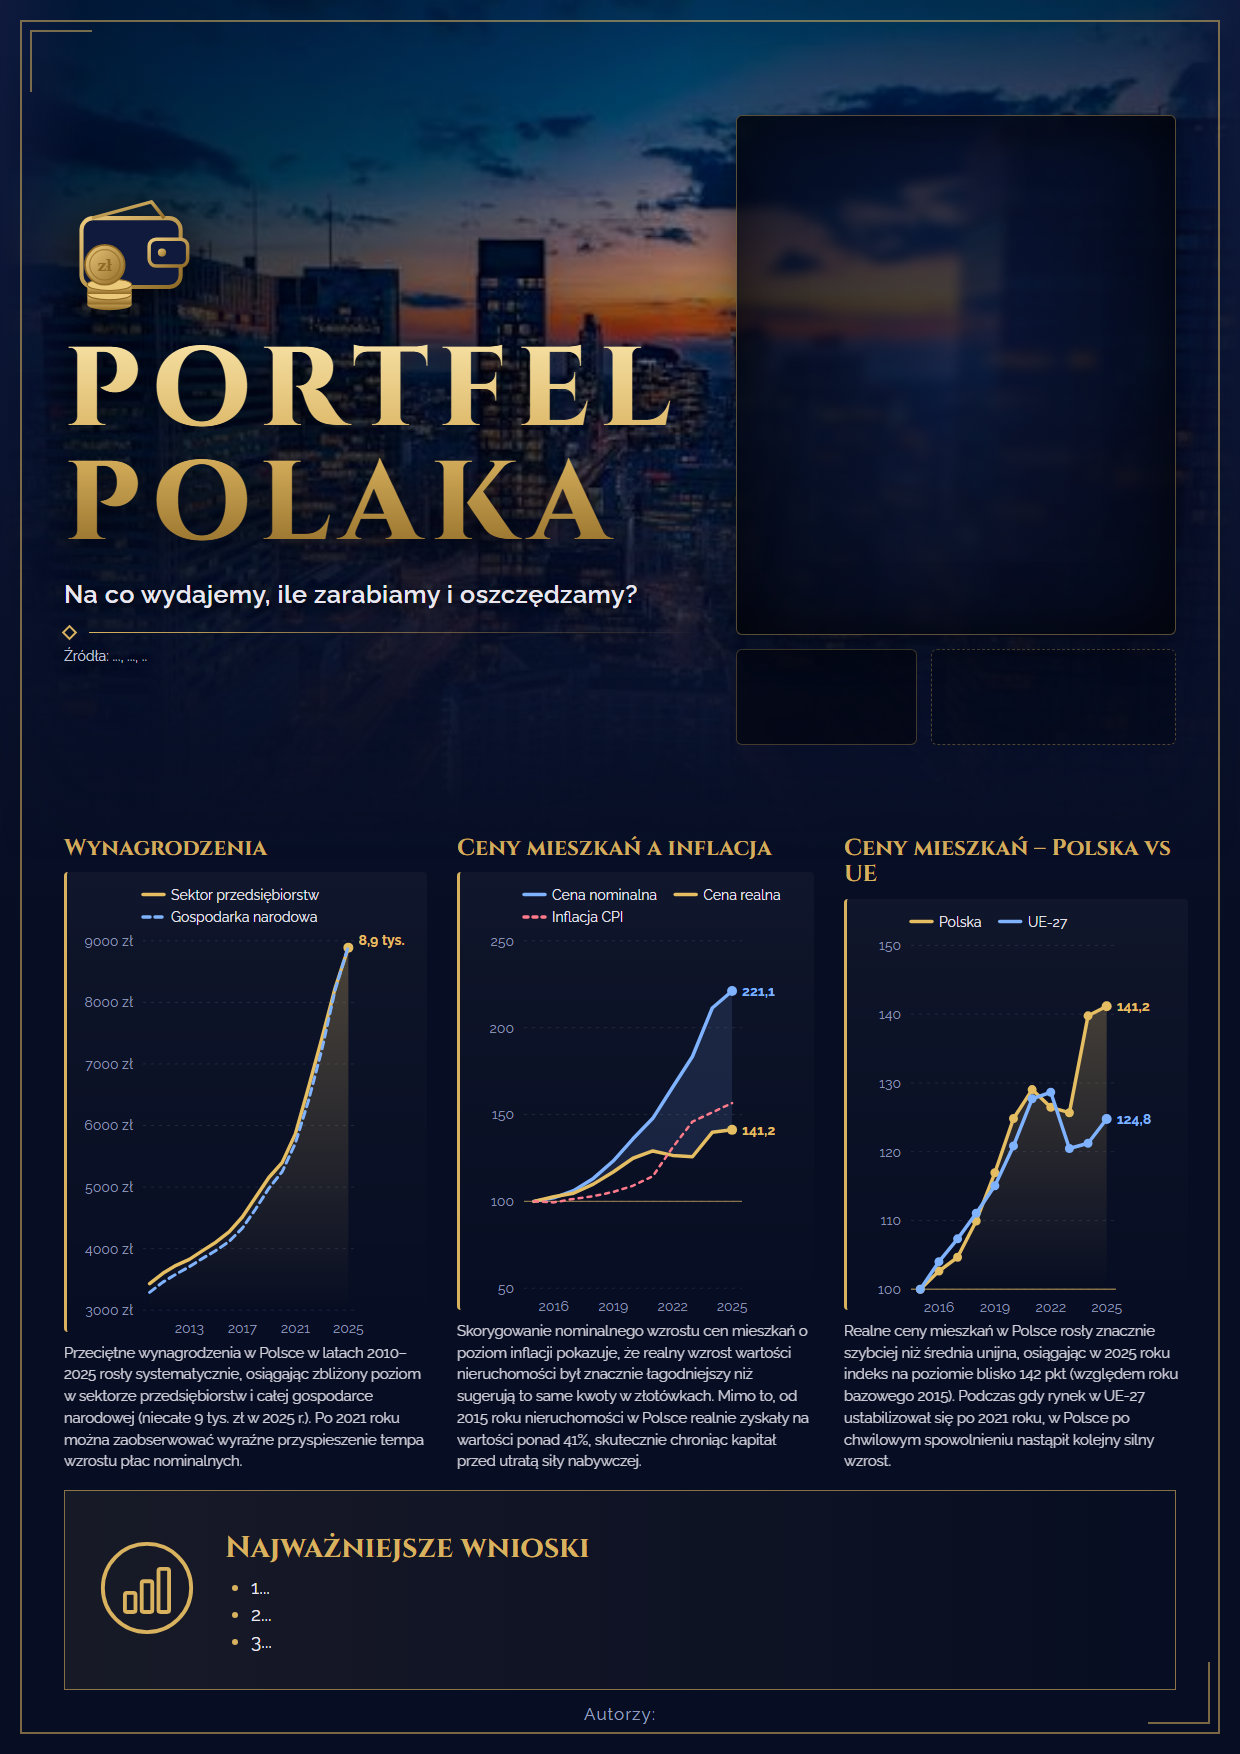 zł
PORTFEL
POLAKA
Na co wydajemy, ile zarabiamy i oszczędzamy?
Źródła: ..., ..., ..
Wynagrodzenia
Sektor przedsiębiorstw
Gospodarka narodowa
9000 zł
8,9 tys.
8000 zł
7000 zł
6000 zł
5000 zł
4000 zł
3000 zł
2013 2017 2021 2025
Przeciętne wynagrodzenia w Polsce w latach 2010–
2025 rosły systematycznie, osiągając zbliżony poziom
w sektorze przedsiębiorstw i całej gospodarce
narodowej (niecałe 9 tys. zł w 2025 r.). Po 2021 roku
można zaobserwować wyraźne przyspieszenie tempa
wzrostu płac nominalnych.
Ceny mieszkań a inflacja
Cena nominalna Cena realna
Inflacja CPI
250
221,1
200
150
141,2
100
50
2016 2019 2022 2025
Skorygowanie nominalnego wzrostu cen mieszkań o
poziom inflacji pokazuje, że realny wzrost wartości
nieruchomości był znacznie łagodniejszy niż
sugerują to same kwoty w złotówkach. Mimo to, od
2015 roku nieruchomości w Polsce realnie zyskały na
wartości ponad 41%, skutecznie chroniąc kapitał
przed utratą siły nabywczej.
Ceny mieszkań – Polska vs
UE
Polska UE-27
150
141,2
140
130
124,8
120
110
100
2016 2019 2022 2025
Realne ceny mieszkań w Polsce rosły znacznie
szybciej niż średnia unijna, osiągając w 2025 roku
indeks na poziomie blisko 142 pkt (względem roku
bazowego 2015). Podczas gdy rynek w UE-27
ustabilizował się po 2021 roku, w Polsce po
chwilowym spowolnieniu nastąpił kolejny silny
wzrost.
Najważniejsze wnioski
• 1...
• 2...
• 3...
Autorzy: